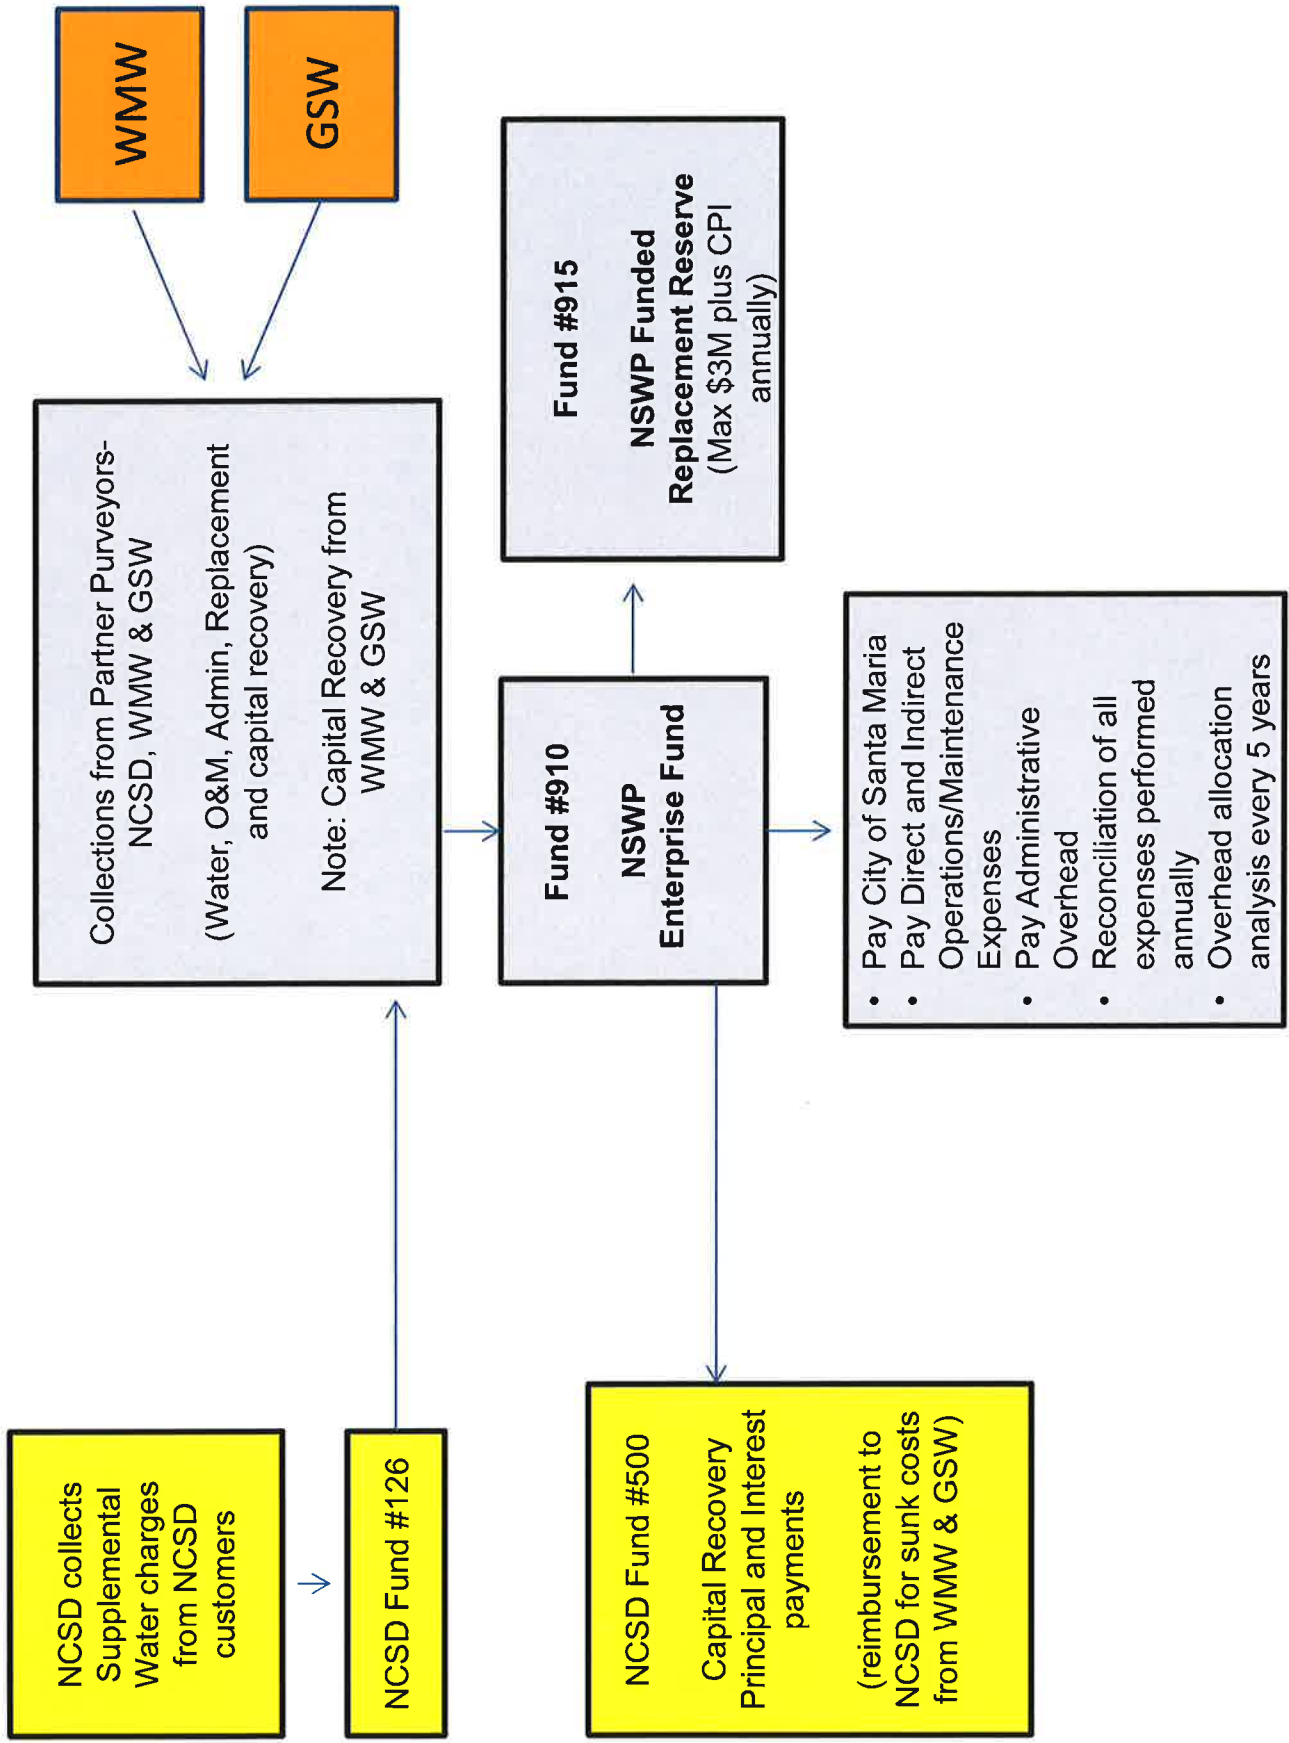 NCSD collects
Supplemental
Water charges
from NCSD
customers
NCSD Fund #126
Collections from Partner Purveyors-
NCSD, WMW & GSW
(Water, O&M, Admin, Replacement
and capital recovery)
Note: Capital Recovery from
WMW & GSW
WMW
GSW
Fund #910
NSWP
Enterprise Fund
Fund #915
NSWP Funded
Replacement Reserve
(Max $3M plus CPI
annually)
NCSD Fund #500
Capital Recovery
Principal and Interest
payments
(reimbursement to
NCSD for sunk costs
from WMW & GSW)
• Pay City of Santa Maria
• Pay Direct and Indirect
Operations/Maintenance
Expenses
• Pay Administrative
Overhead
• Reconciliation of all
expenses performed
annually
• Overhead allocation
analysis every 5 years